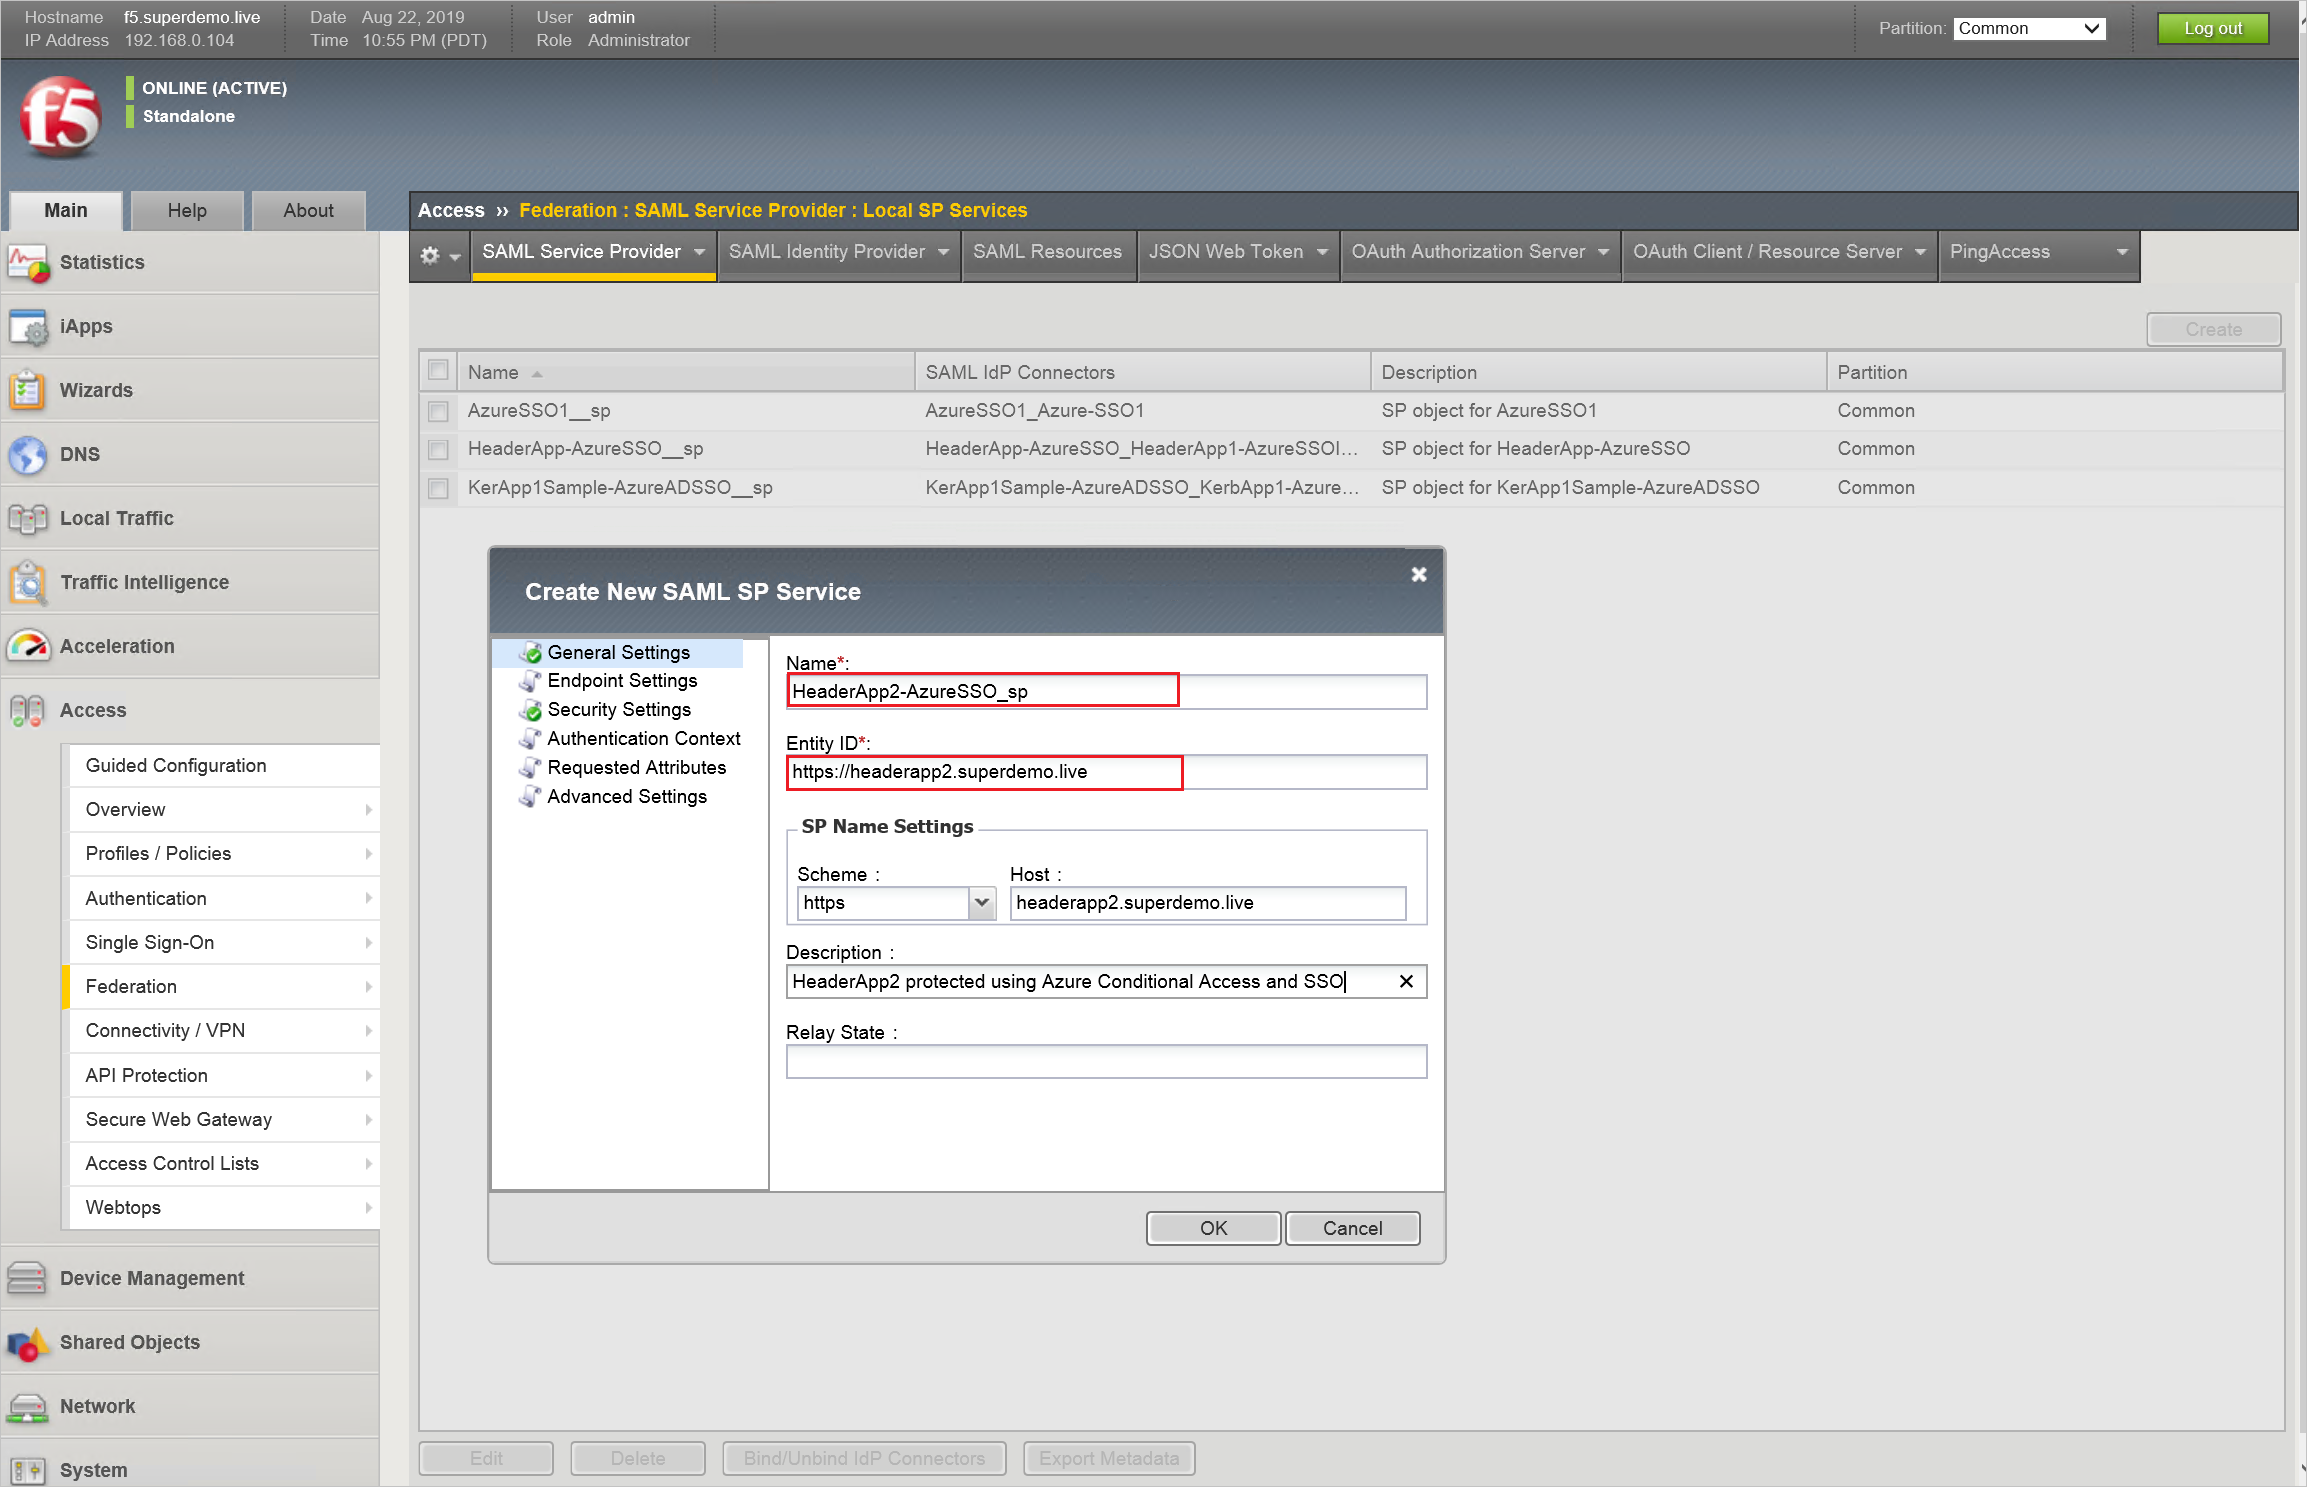 Hostname f5.superdemo.live Date Aug 22, 2019 User admin
IP Address 192.168.0.104 Time 10:55 PM (PDT) Role Administrator
Partition: Common Log out
f5
ONLINE (ACTIVE)
Standalone
Main Help About
Access ›› Federation : SAML Service Provider : Local SP Services
SAML Service Provider SAML Identity Provider SAML Resources JSON Web Token OAuth Authorization Server OAuth Client / Resource Server PingAccess
Statistics
iApps
Wizards
DNS
Local Traffic
Traffic Intelligence
Acceleration
Access
Guided Configuration
Overview
Profiles / Policies
Authentication
Single Sign-On
Federation
Connectivity / VPN
API Protection
Secure Web Gateway
Access Control Lists
Webtops
Device Management
Shared Objects
Network
System
Create
Name SAML IdP Connectors Description Partition
AzureSSO1__sp AzureSSO1_Azure-SSO1 SP object for AzureSSO1 Common
HeaderApp-AzureSSO__sp HeaderApp-AzureSSO_HeaderApp1-AzureSSOI... SP object for HeaderApp-AzureSSO Common
KerApp1Sample-AzureADSSO__sp KerApp1Sample-AzureADSSO_KerbApp1-Azure... SP object for KerApp1Sample-AzureADSSO Common
Create New SAML SP Service
General Settings
Endpoint Settings
Security Settings
Authentication Context
Requested Attributes
Advanced Settings
Name*:
HeaderApp2-AzureSSO_sp
Entity ID*:
https://headerapp2.superdemo.live
SP Name Settings
Scheme : Host :
https headerapp2.superdemo.live
Description :
HeaderApp2 protected using Azure Conditional Access and SSO
Relay State :
OK Cancel
Edit Delete Bind/Unbind IdP Connectors Export Metadata